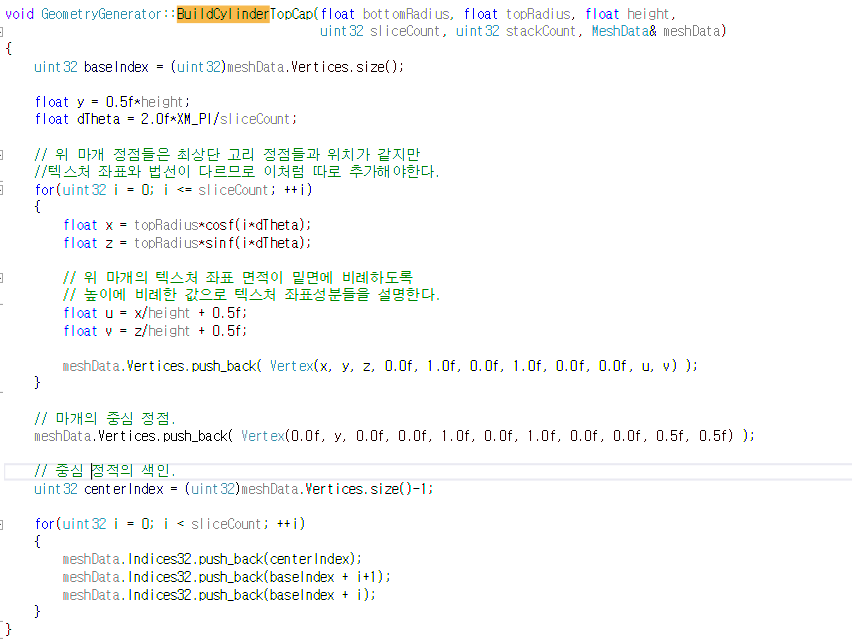 void GeometryGenerator::BuildCylinderTopCap(float bottomRadius, float topRadius, float height,
uint32 sliceCount, uint32 stackCount, MeshData& meshData)
{
uint32 baseIndex = (uint32)meshData.Vertices.size();
float y = 0.5f*height;
float dTheta = 2.0f*XM_PI/sliceCount;
// 위 마개 정점들은 최상단 고리 정점들과 위치가 같지만
//텍스처 좌표와 법선이 다르므로 이처럼 따로 추가해야한다.
for(uint32 i = 0; i <= sliceCount; ++i)
{
float x = topRadius*cosf(i*dTheta);
float z = topRadius*sinf(i*dTheta);
// 위 마개의 텍스처 좌표 면적이 밑면에 비례하도록
// 높이에 비례한 값으로 텍스처 좌표성분들을 설명한다.
float u = x/height + 0.5f;
float v = z/height + 0.5f;
meshData.Vertices.push_back( Vertex(x, y, z, 0.0f, 1.0f, 0.0f, 1.0f, 0.0f, 0.0f, u, v) );
}
// 마개의 중심 정점.
meshData.Vertices.push_back( Vertex(0.0f, y, 0.0f, 0.0f, 1.0f, 0.0f, 1.0f, 0.0f, 0.0f, 0.5f, 0.5f) );
// 중심 정적의 색인.
uint32 centerIndex = (uint32)meshData.Vertices.size()-1;
for(uint32 i = 0; i < sliceCount; ++i)
{
meshData.Indices32.push_back(centerIndex);
meshData.Indices32.push_back(baseIndex + i+1);
meshData.Indices32.push_back(baseIndex + i);
}
}